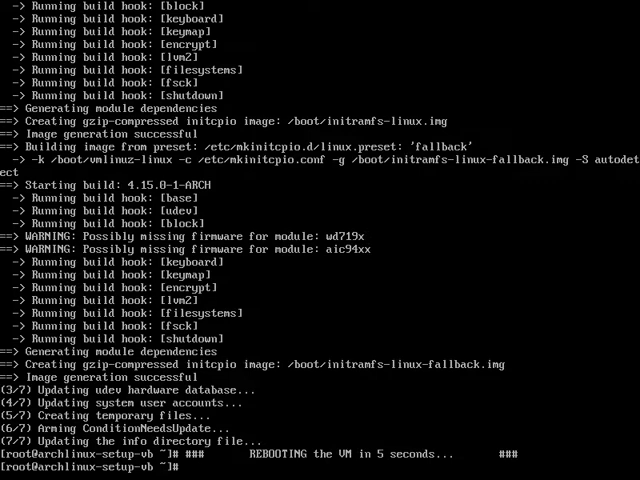 -> Running build hook: [block]
-> Running build hook: [keyboard]
-> Running build hook: [keymap]
-> Running build hook: [encrypt]
-> Running build hook: [lvm2]
-> Running build hook: [filesystems]
-> Running build hook: [fsck]
-> Running build hook: [shutdown]
==> Generating module dependencies
==> Creating gzip-compressed initcpio image: /boot/initramfs-linux.img
==> Image generation successful
==> Building image from preset: /etc/mkinitcpio.d/linux.preset: 'fallback'
-> -k /boot/vmlinuz-linux -c /etc/mkinitcpio.conf -g /boot/initramfs-linux-fallback.img -S autodet
ect
==> Starting build: 4.15.0-1-ARCH
-> Running build hook: [base]
-> Running build hook: [udev]
-> Running build hook: [block]
==> WARNING: Possibly missing firmware for module: wd719x
==> WARNING: Possibly missing firmware for module: aic94xx
-> Running build hook: [keyboard]
-> Running build hook: [keymap]
-> Running build hook: [encrypt]
-> Running build hook: [lvm2]
-> Running build hook: [filesystems]
-> Running build hook: [fsck]
-> Running build hook: [shutdown]
==> Generating module dependencies
==> Creating gzip-compressed initcpio image: /boot/initramfs-linux-fallback.img
==> Image generation successful
(3/7) Updating udev hardware database...
(4/7) Updating system user accounts...
(5/7) Creating temporary files...
(6/7) Arming ConditionNeedsUpdate...
(7/7) Updating the info directory file...
[root@archlinux-setup-vb ~]# ### REBOOTING the VM in 5 seconds... ###
[root@archlinux-setup-vb ~]#